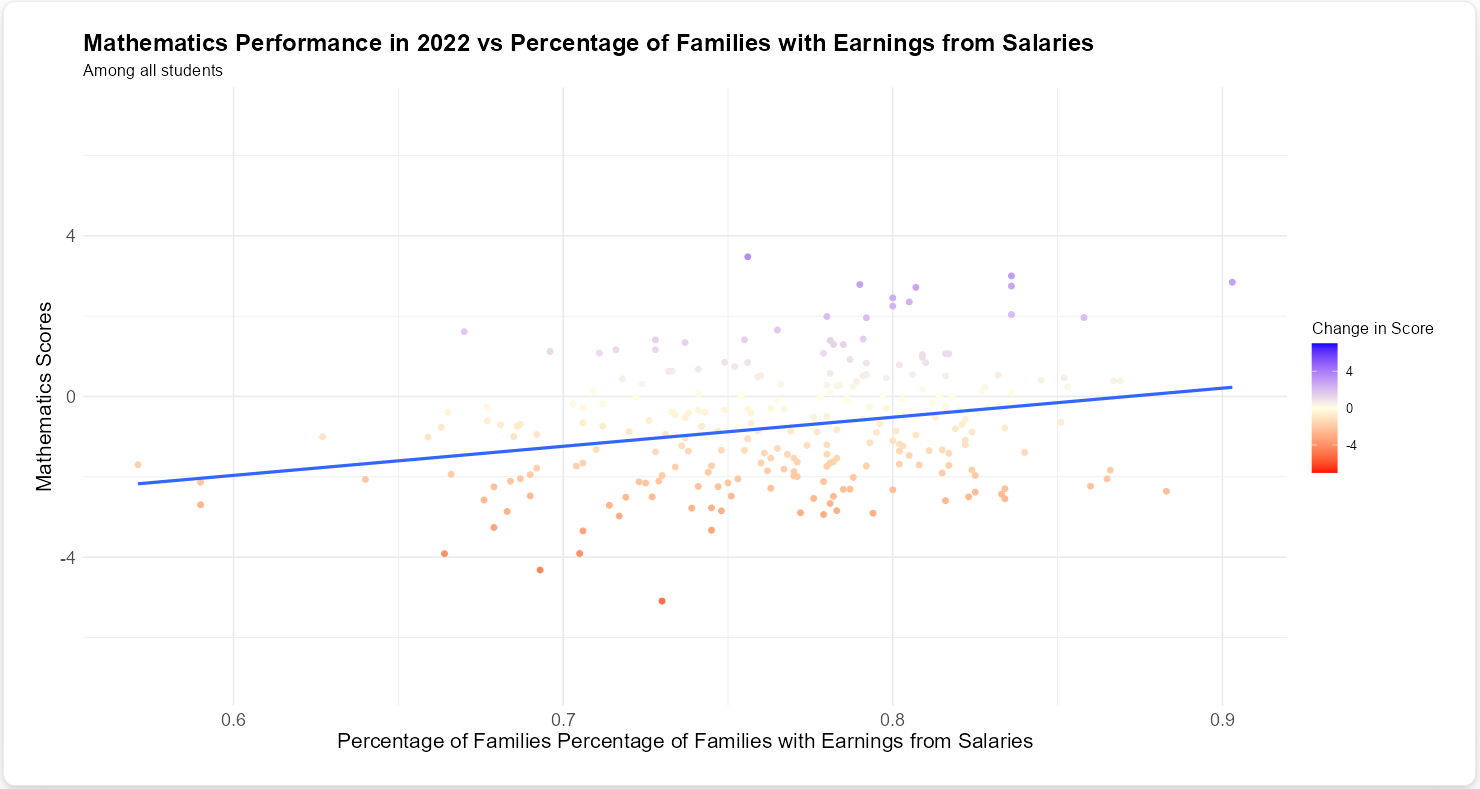 Mathematics Performance in 2022 vs Percentage of Families with Earnings from Salaries
Among all students
Mathematics Scores
4
0
-4
0.6
0.7
0.8
0.9
Percentage of Families Percentage of Families with Earnings from Salaries
Change in Score
4
0
-4